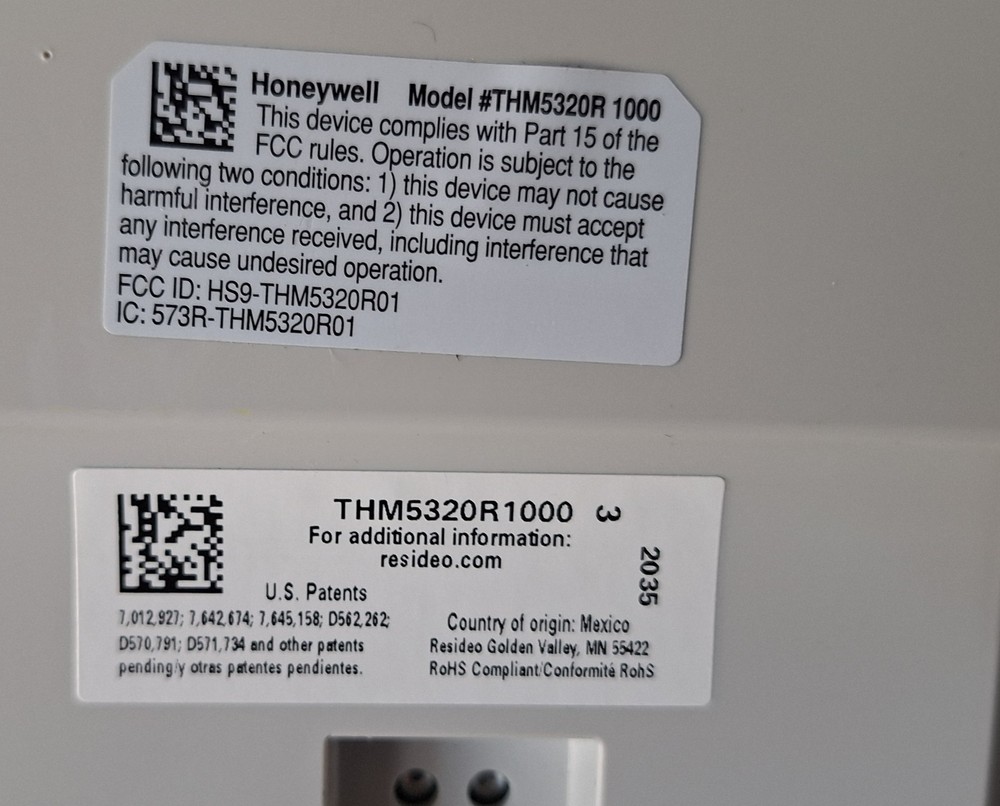 Honeywell Model #THM5320R 1000
This device complies with Part 15 of the
FCC rules. Operation is subject to the
following two conditions: 1) this device may not cause
harmful interference, and 2) this device must accept
any interference received, including interference that
may cause undesired operation.
FCC ID: HS9-THM5320R01
IC: 573R-THM5320R01
THM5320R1000 3
For additional information:
resideo.com
2035
U.S. Patents
7,012,927; 7,642,674; 7,645,158; D562,262;
D570,791; D571,734 and other patents
pending/y otras patentes pendientes.
Country of origin: Mexico
Resideo Golden Valley, MN 55422
RoHS Compliant/Conformité RohS